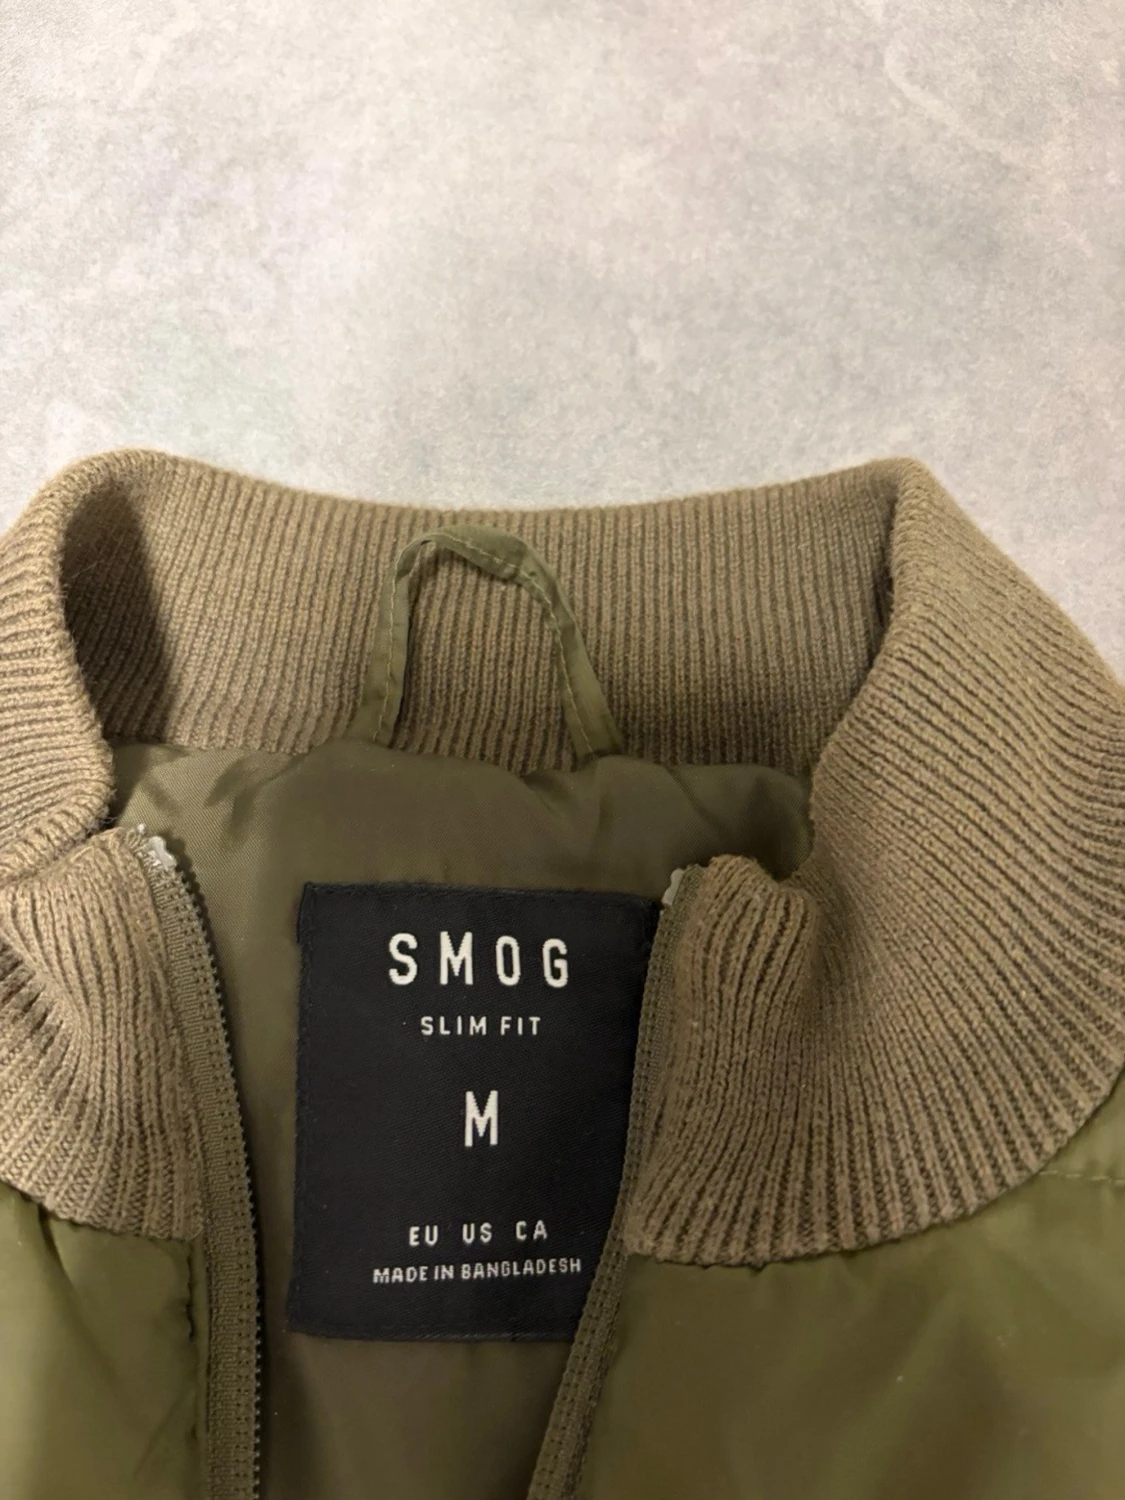 SMOG
SLIM FIT
M
EU US CA
MADE IN BANGLADESH